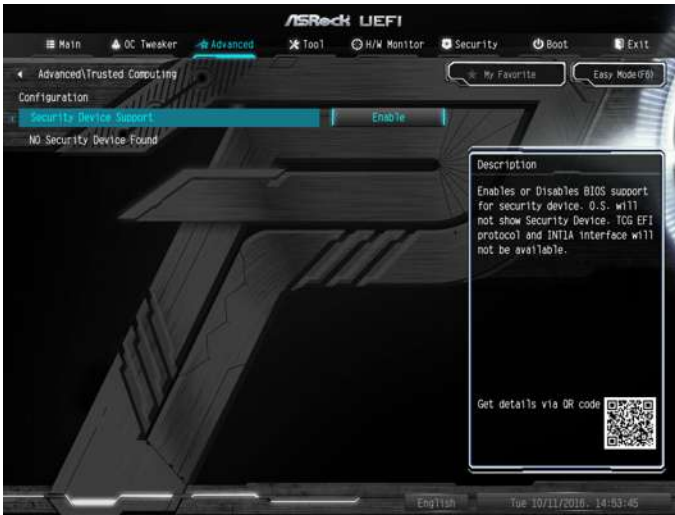 ASRock UEFI
Main
OC Tweaker
Advanced
Tool
H/W Monitor
Security
Boot
Exit
Advanced\Trusted Computing
My Favorite
Easy Mode(F6)
Configuration
Security Device Support
Enable
NO Security Device Found
Description
Enables or Disables BIOS support
for security device. O.S. will
not show Security Device. TCG EFI
protocol and INT1A interface will
not be available.
Get details via QR code
English
Tue 10/11/2016. 14:53:45